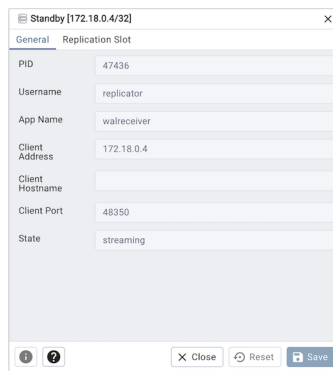 Standby [172.18.0.4/32]
General Replication Slot
PID 47436
Username replicator
App Name walreceiver
Client
Address 172.18.0.4
Client
Hostname
Client Port 48350
State streaming
Close Reset Save